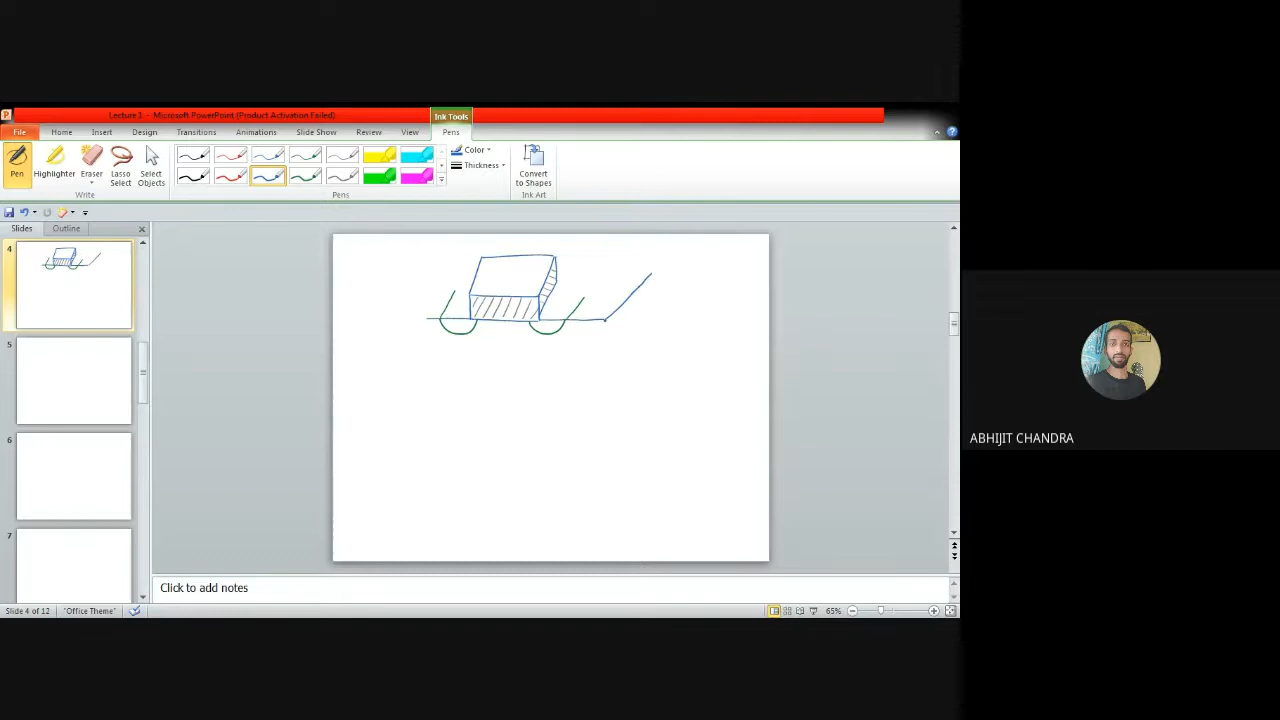 Lecture 1 - Microsoft PowerPoint (Product Activation Failed)
Ink Tools
File Home Insert Design Transitions Animations Slide Show Review View Pens
Pen Highlighter Eraser Lasso Select Select Objects Color Thickness Convert to Shapes
Write Pens Ink Art
Slides Outline
4
5
6
7
ABHIJIT CHANDRA
Click to add notes
Slide 4 of 12 "Office Theme" 65%